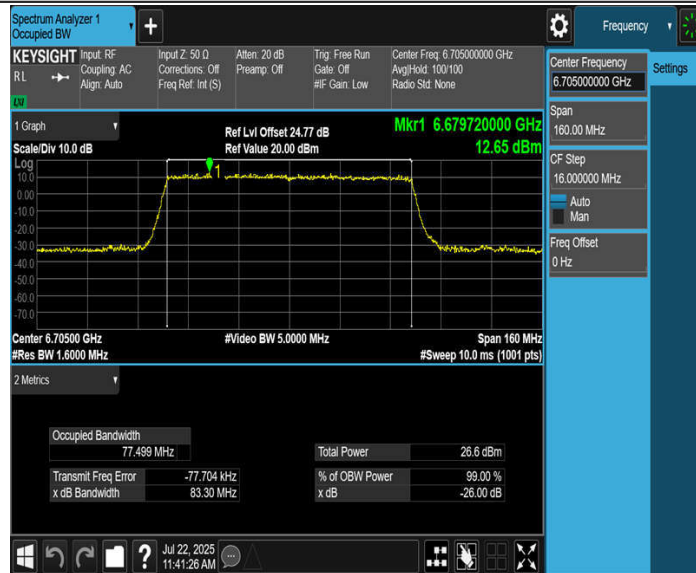 Spectrum Analyzer 1
Occupied BW
Frequency
KEYSIGHT
RL
LXI
Input: RF
Coupling: AC
Align: Auto
Input Z: 50 Ω
Corrections: Off
Freq Ref: Int (S)
Atten: 20 dB
Preamp: Off
Trig: Free Run
Gate: Off
#IF Gain: Low
Center Freq: 6.705000000 GHz
Avg|Hold: 100/100
Radio Std: None
Center Frequency
6.705000000 GHz
Settings
Span
160.00 MHz
CF Step
16.000000 MHz
Auto
Man
Freq Offset
0 Hz
1 Graph
Scale/Div 10.0 dB
Ref Lvl Offset 24.77 dB
Ref Value 20.00 dBm
Mkr1 6.679720000 GHz
12.65 dBm
Log
10.0
0.00
-10.0
-20.0
-30.0
-40.0
-50.0
-60.0
-70.0
1
Center 6.70500 GHz
#Res BW 1.6000 MHz
#Video BW 5.0000 MHz
Span 160 MHz
#Sweep 10.0 ms (1001 pts)
2 Metrics
Occupied Bandwidth
77.499 MHz
Transmit Freq Error -77.704 kHz
x dB Bandwidth 83.30 MHz
Total Power 26.6 dBm
% of OBW Power 99.00 %
x dB -26.00 dB
?
Jul 22, 2025
11:41:26 AM